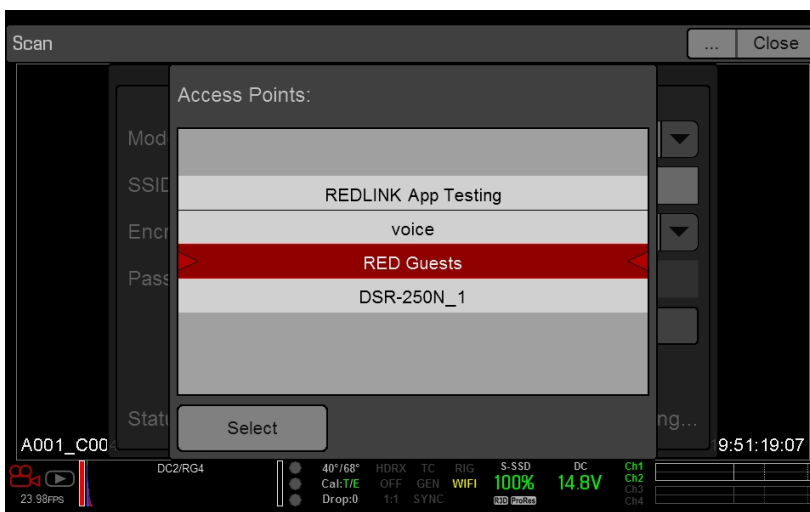 Scan
... Close
Access Points:
Mod
SSID
Encr
Pass
REDLINK App Testing
voice
RED Guests
DSR-250N_1
Select
Statu
ng...
A001_C00
9:51:19:07
23.98FPS
DC2/RG4
40°/68° HDRX TC RIG S-SSD DC Ch1
Cal:T/E OFF GEN WIFI 100% 14.8V Ch2
Drop:0 1:1 SYNC R3D ProRes Ch3
Ch4